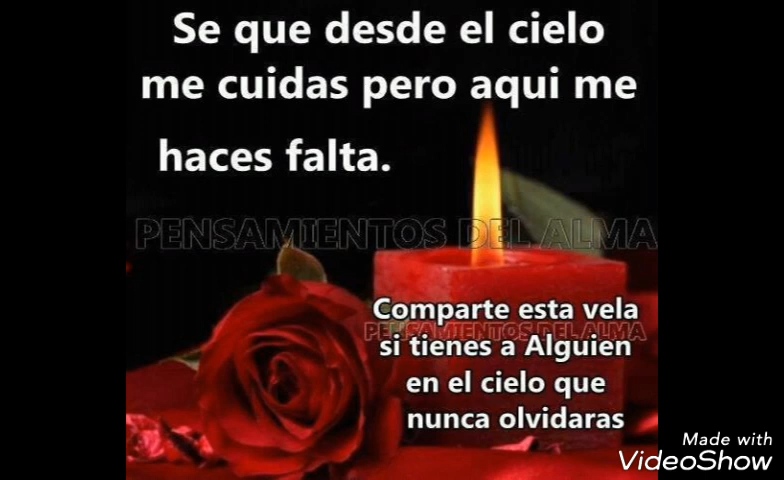 Se que desde el cielo
me cuidas pero aqui me
haces falta.
PENSAMIENTOS DEL ALMA
Comparte esta vela
PENSAMIENTOS DEL ALMA
si tienes a Alguien
en el cielo que
nunca olvidaras
Made with
VideoShow